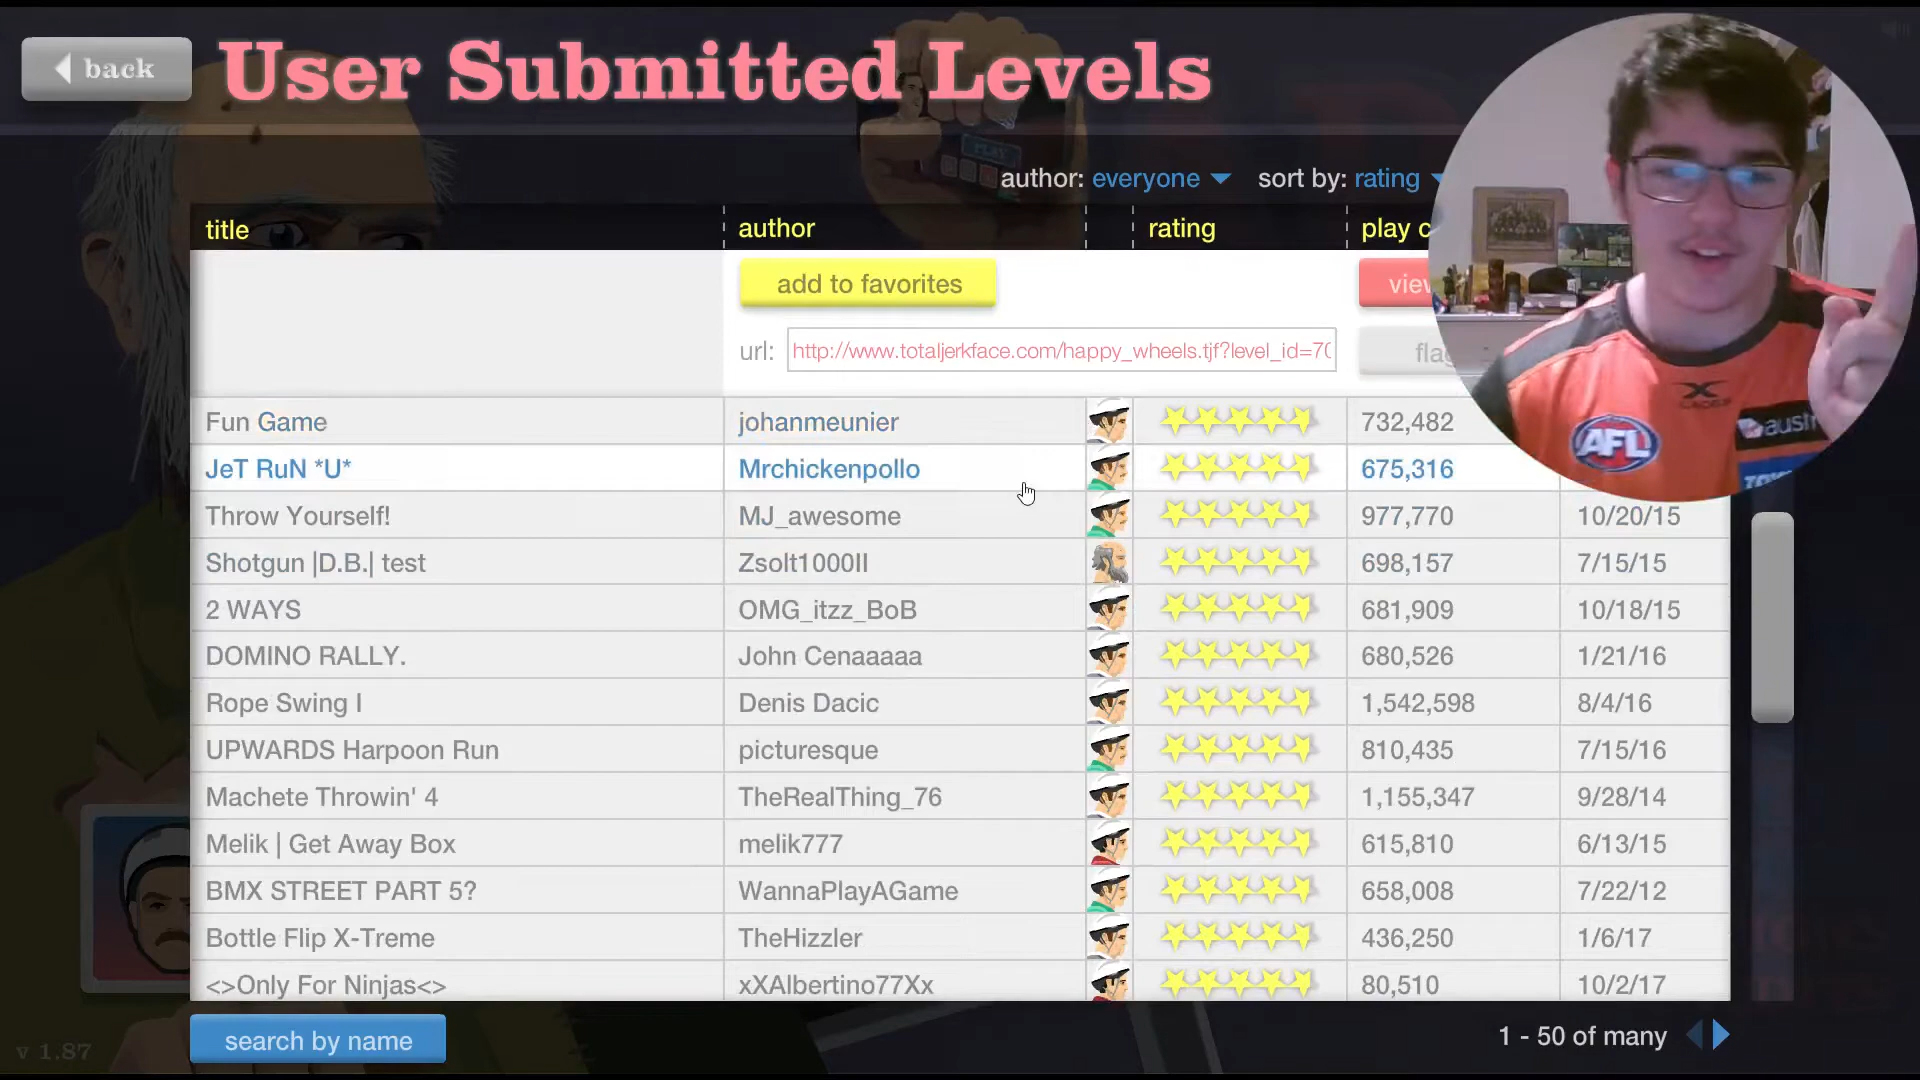 back
User Submitted Levels
author: everyone sort by: rating
title author rating play c
add to favorites view
url: http://www.totaljerkface.com/happy_wheels.tjf?level_id=70
flag
Fun Game johanmeunier 732,482
JeT RuN *U* Mrchickenpollo 675,316
Throw Yourself! MJ_awesome 977,770 10/20/15
Shotgun |D.B.| test Zsolt1000II 698,157 7/15/15
2 WAYS OMG_itzz_BoB 681,909 10/18/15
DOMINO RALLY. John Cenaaaaa 680,526 1/21/16
Rope Swing I Denis Dacic 1,542,598 8/4/16
UPWARDS Harpoon Run picturesque 810,435 7/15/16
Machete Throwin' 4 TheRealThing_76 1,155,347 9/28/14
Melik | Get Away Box melik777 615,810 6/13/15
BMX STREET PART 5? WannaPlayAGame 658,008 7/22/12
Bottle Flip X-Treme TheHizzler 436,250 1/6/17
<>Only For Ninjas<> xXAlbertino77Xx 80,510 10/2/17
search by name
1 - 50 of many
v 1.87
PLAY
X
AFL